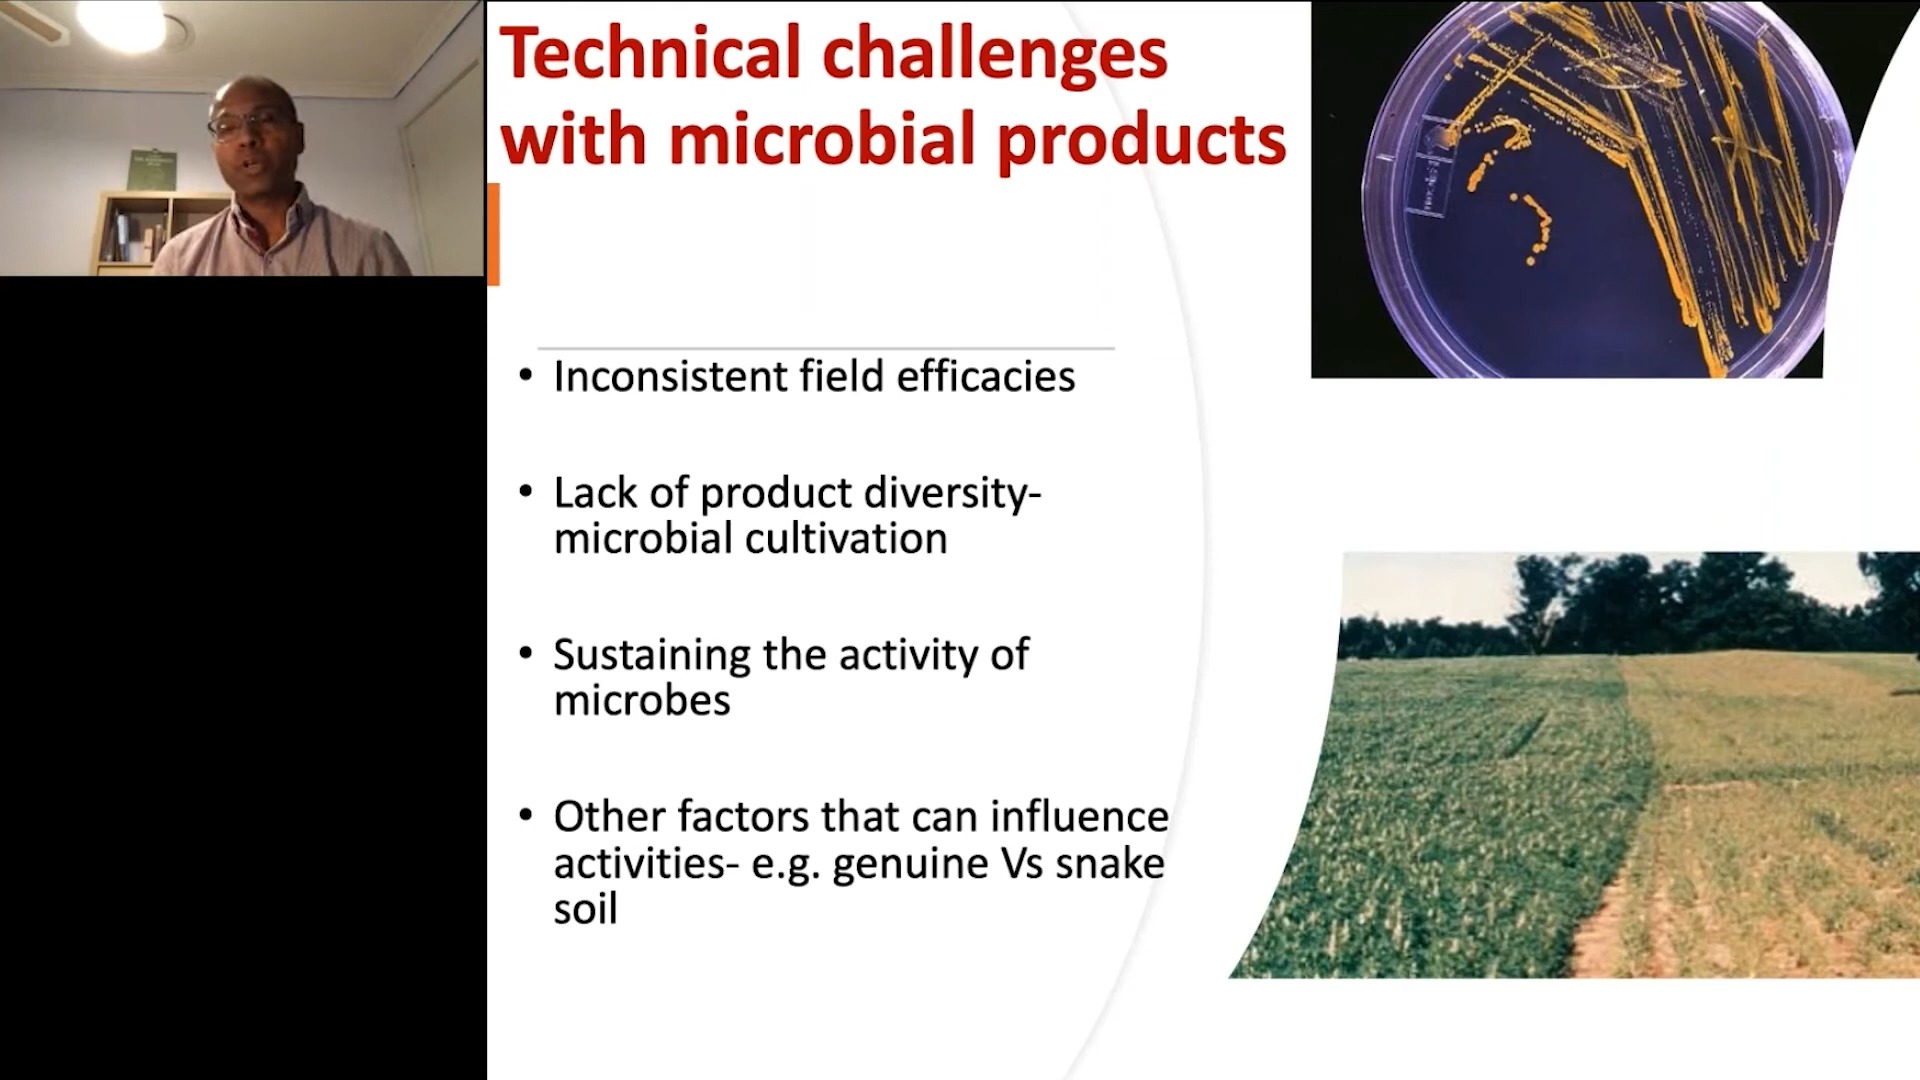 Technical challenges
with microbial products
• Inconsistent field efficacies
• Lack of product diversity-
microbial cultivation
• Sustaining the activity of
microbes
• Other factors that can influence
activities- e.g. genuine Vs snake
soil